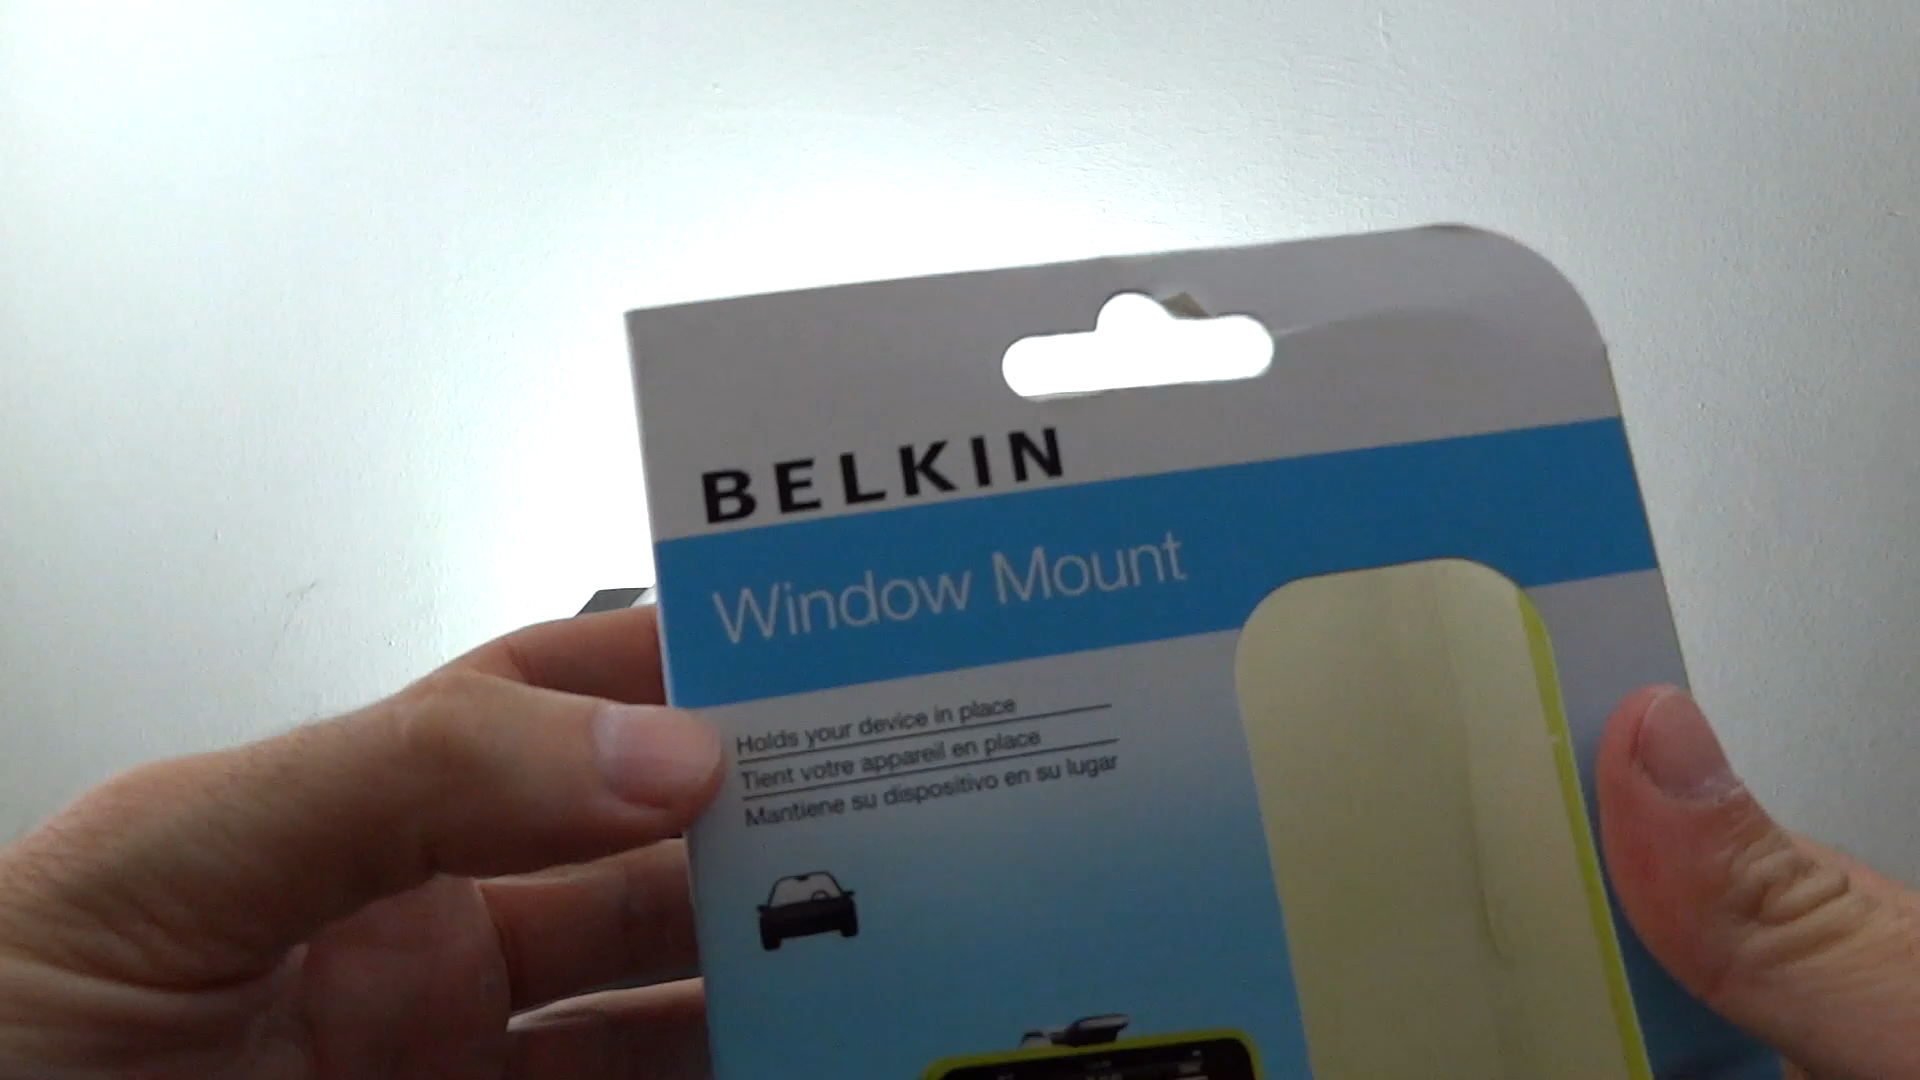 BELKIN
Window Mount
Holds your device in place
Tient votre appareil en place
Mantiene su dispositivo en su lugar